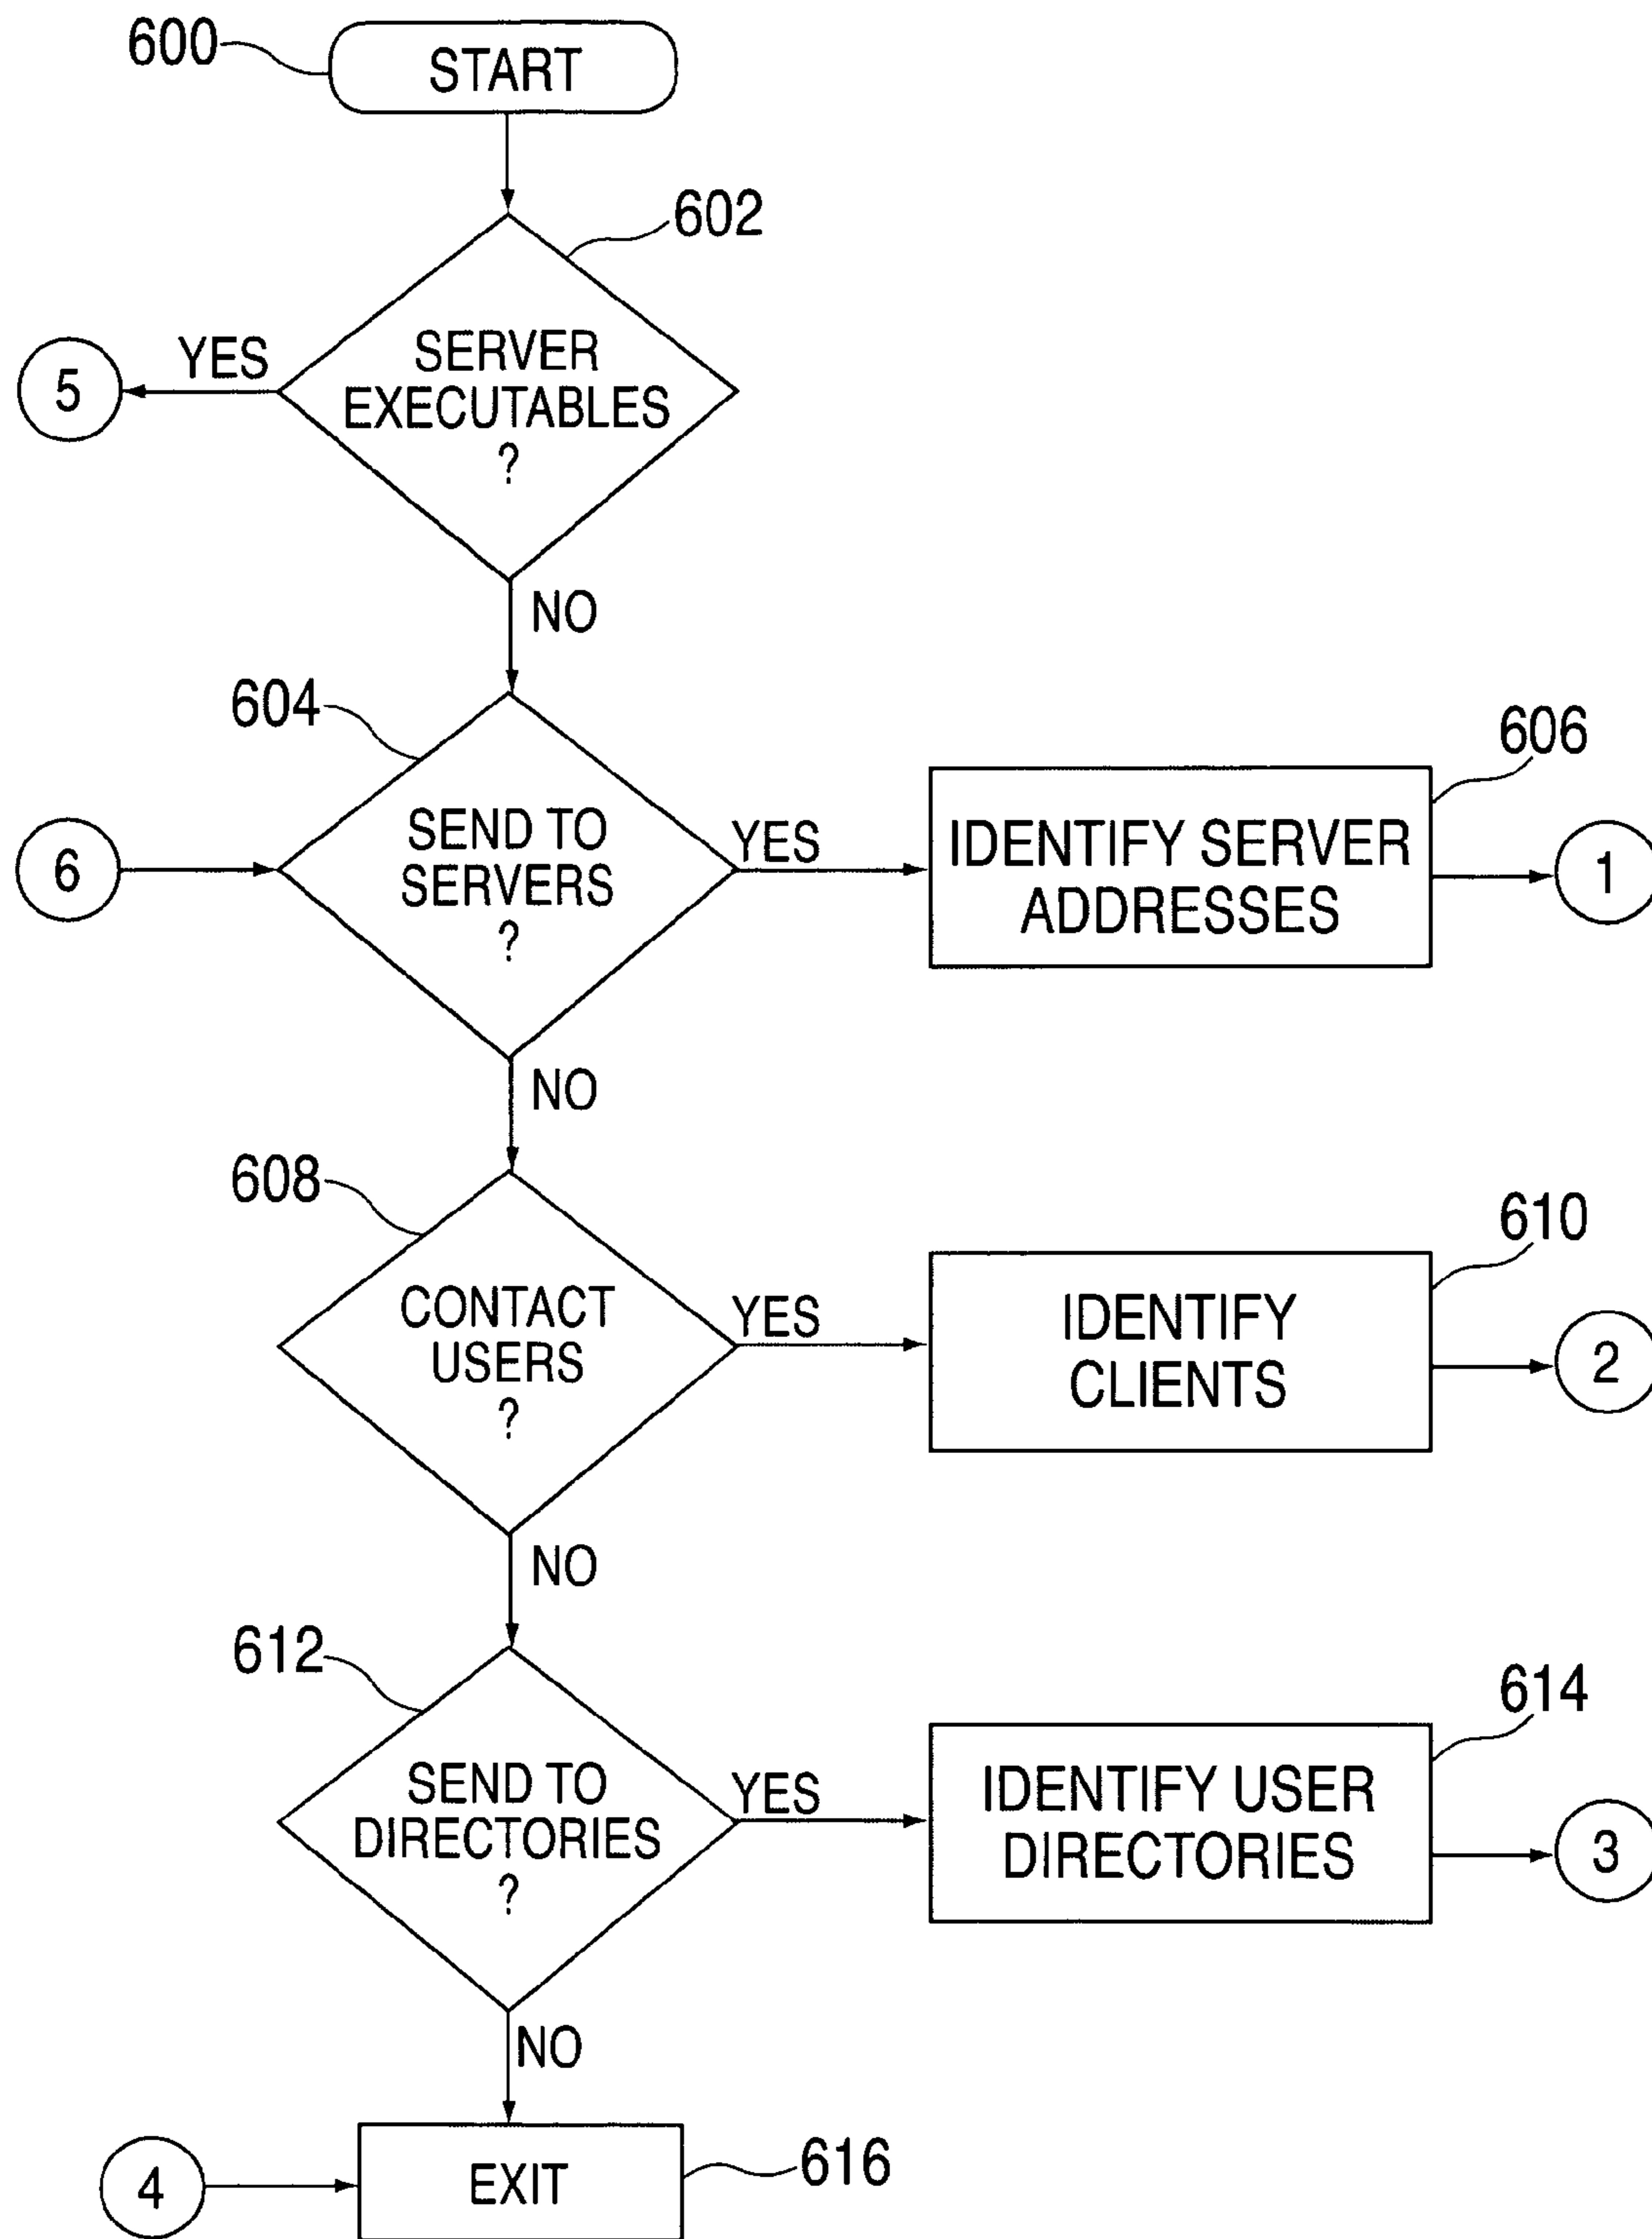 600
START
602
YES
SERVER
EXECUTABLES
?
5
NO
604
606
SEND TO
SERVERS
?
YES
IDENTIFY SERVER
ADDRESSES
6
1
NO
608
610
CONTACT
USERS
?
YES
IDENTIFY
CLIENTS
2
NO
612
614
SEND TO
DIRECTORIES
?
YES
IDENTIFY USER
DIRECTORIES
3
NO
4
EXIT
616